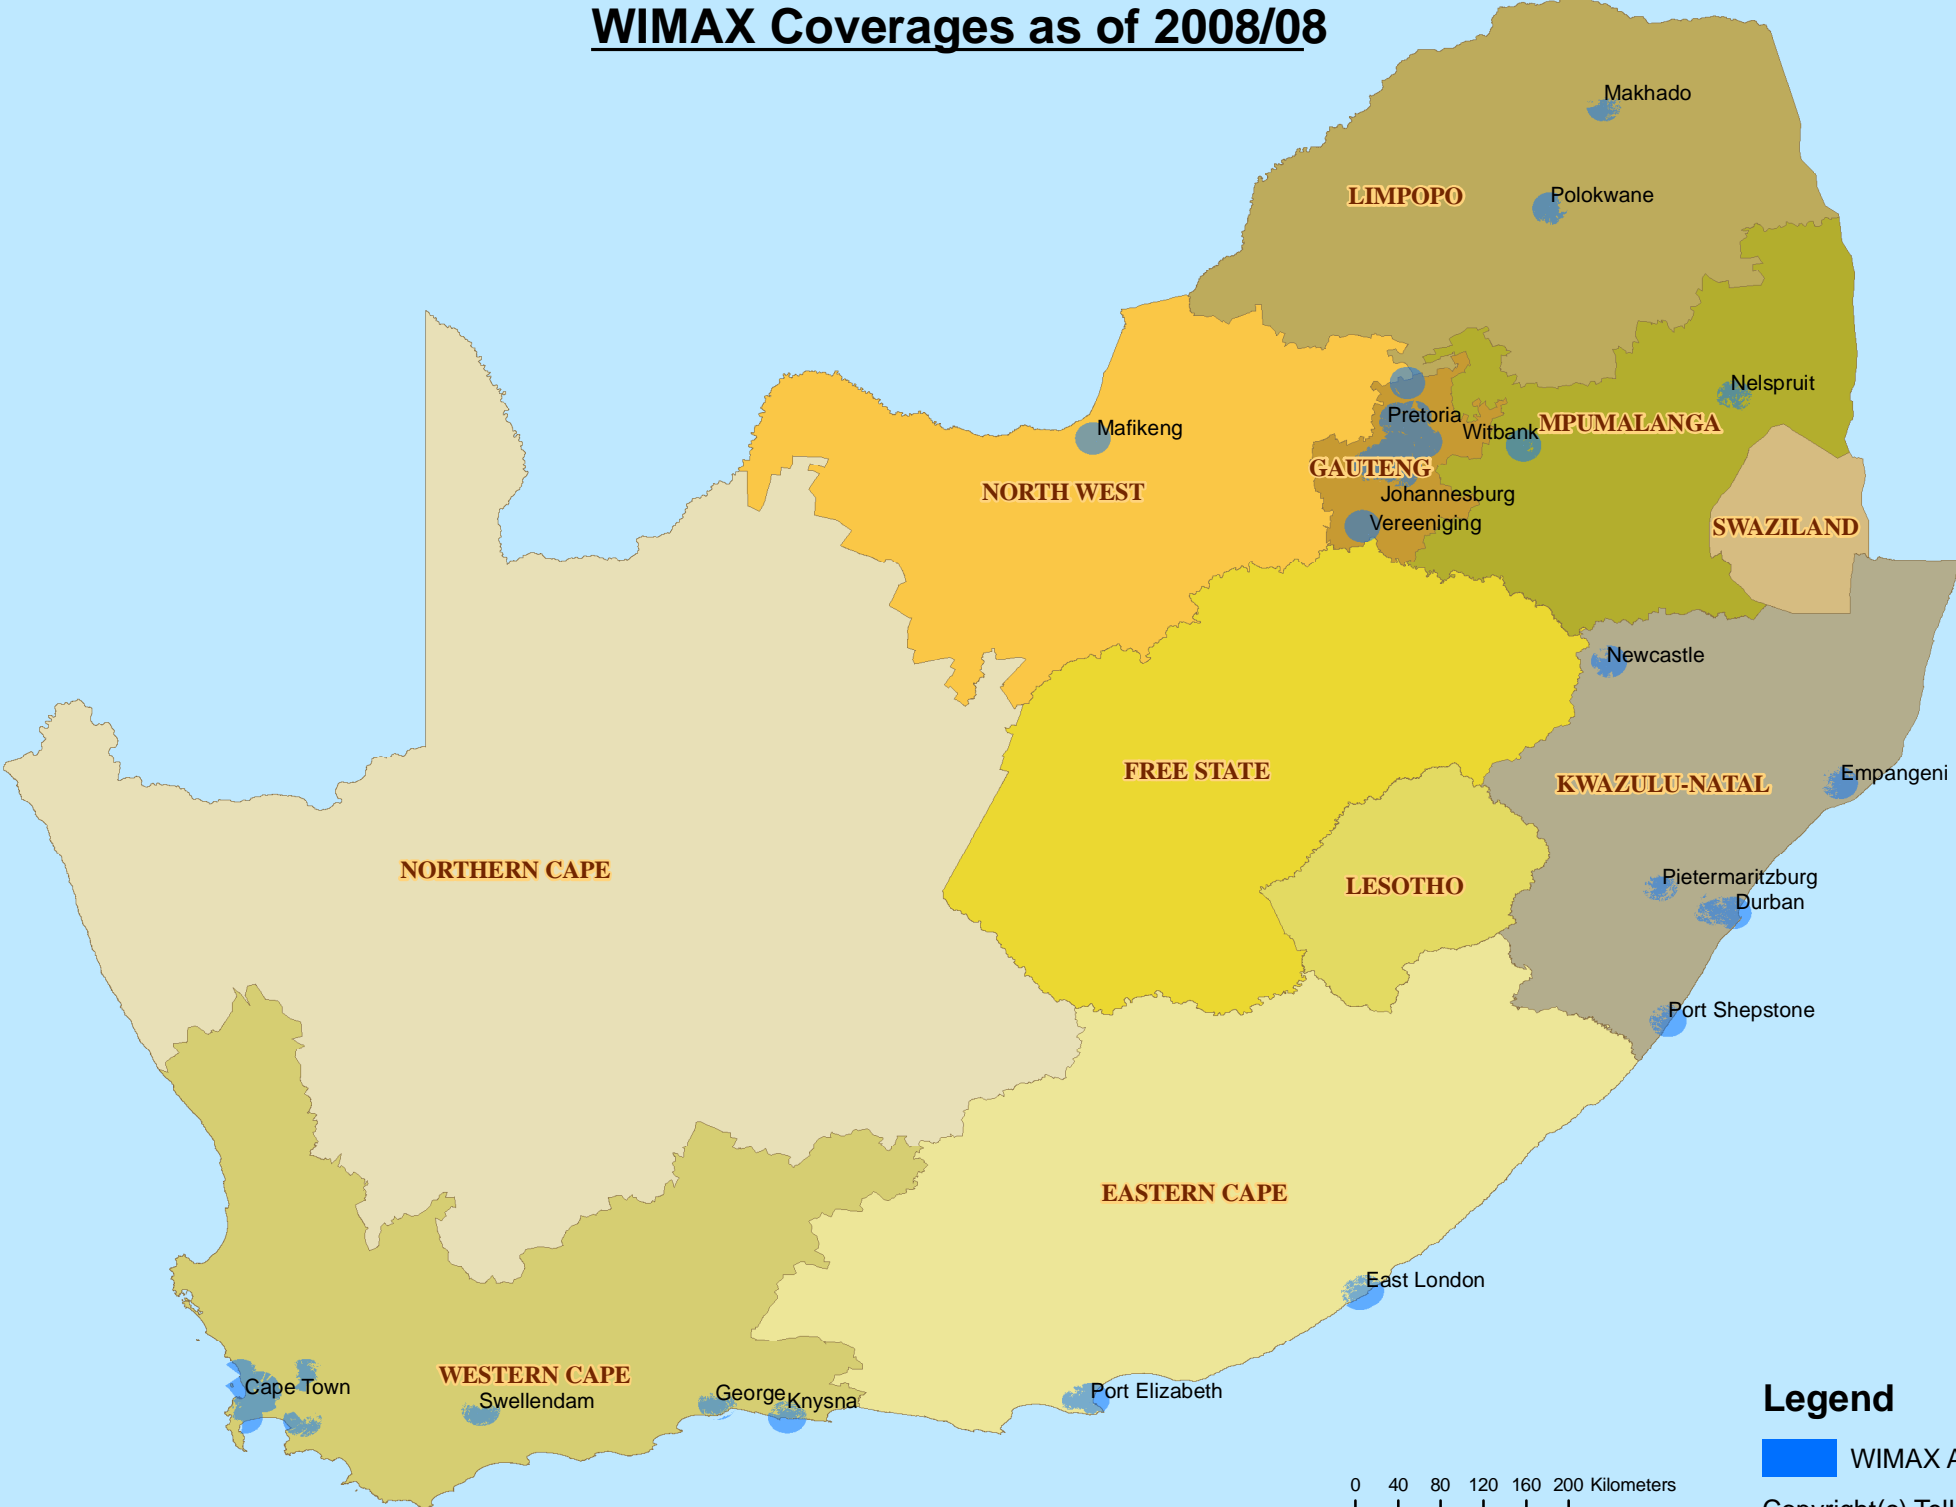 WIMAX Coverages as of 2008/08
Makhado
LIMPOPO
Polokwane
Nelspruit
Pretoria
MPUMALANGA
Mafikeng
Witbank
GAUTENG
NORTH WEST
Johannesburg
Vereeniging
SWAZILAND
Newcastle
FREE STATE
Empangeni
KWAZULU-NATAL
NORTHERN CAPE
Pietermaritzburg
LESOTHO
Durban
Port Shepstone
EASTERN CAPE
East London
WESTERN CAPE
Cape Town
Swellendam
George
Knysna
Port Elizabeth
Legend
WIMAX
0 40 80 120 160 200 Kilometers